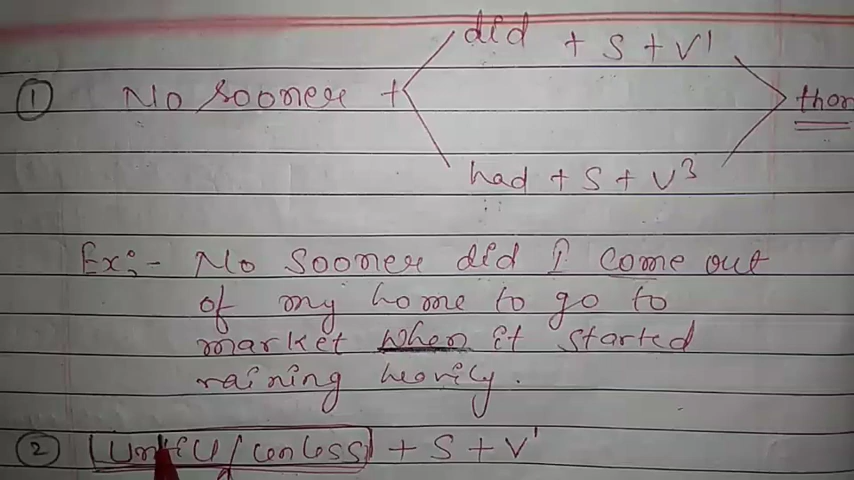 did + S + V1
① No sooner + than
had + S + V3
Ex:- No sooner did I come out
of my home to go to
market when it started
raining heavily.
② Until / unless + S + V1